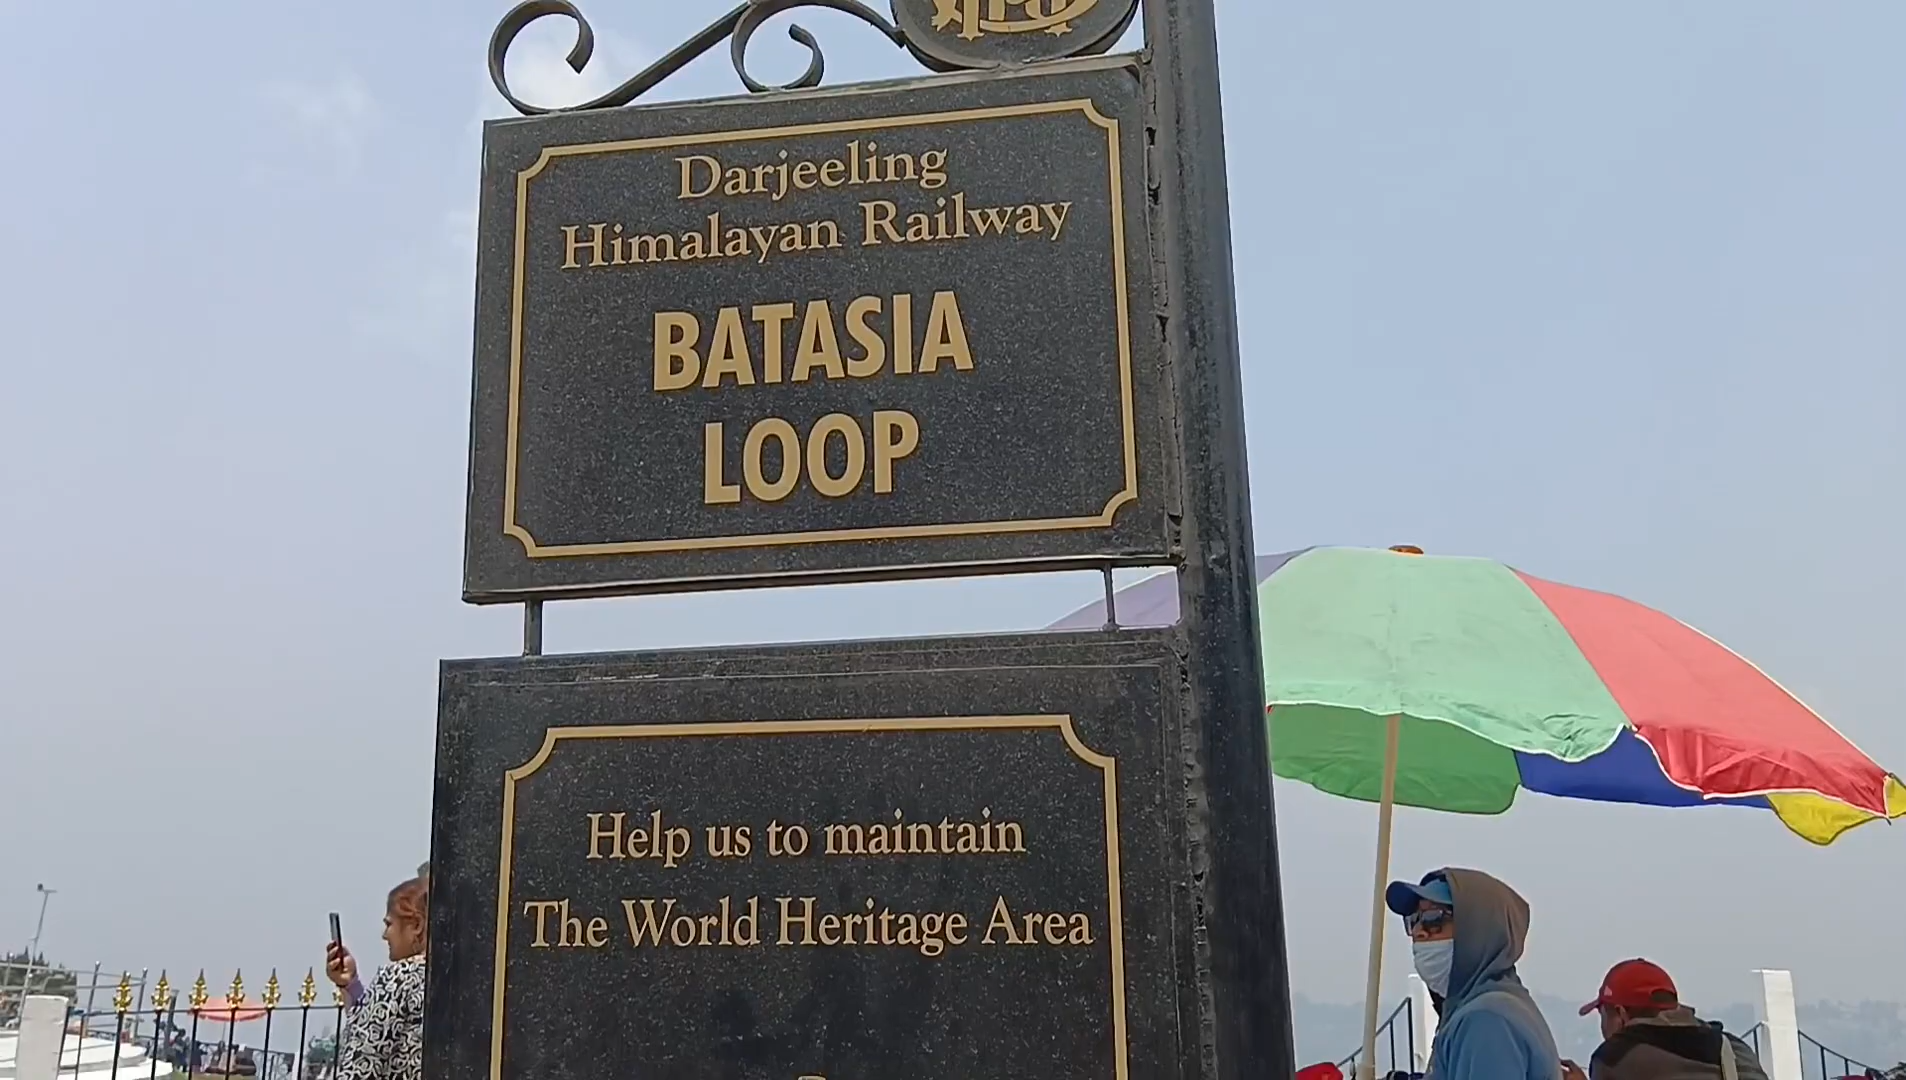 Darjeeling
Himalayan Railway
BATASIA
LOOP
Help us to maintain
The World Heritage Area